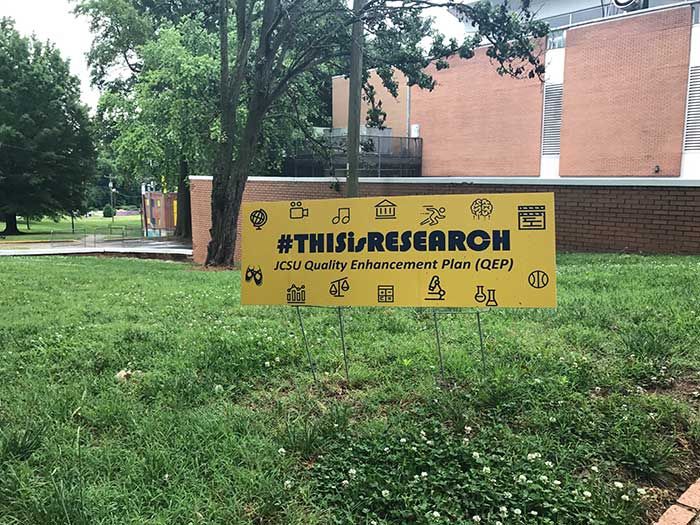 #THISisRESEARCH
JCSU Quality Enhancement Plan (QEP)